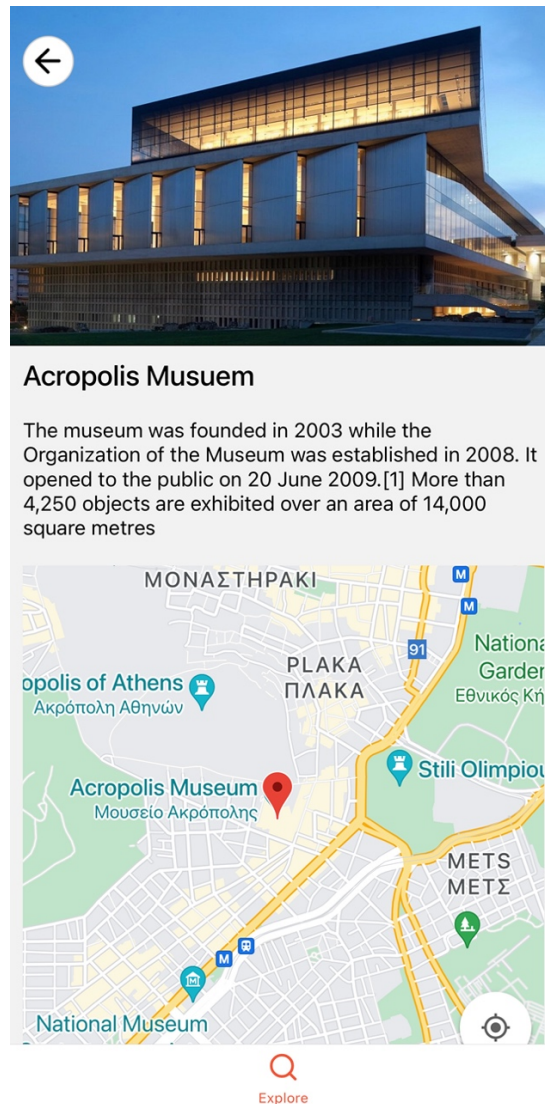 Acropolis Musuem
The museum was founded in 2003 while the
Organization of the Museum was established in 2008. It
opened to the public on 20 June 2009.[1] More than
4,250 objects are exhibited over an area of 14,000
square metres
ΜΟΝΑΣΤΗΡΑΚΙ
M
M
91
PLAKA
ΠΛΑΚΑ
Nationa
Garden
Εθνικός Κή
opolis of Athens
Ακρόπολη Αθηνών
Stili Olimpiou
Acropolis Museum
Μουσείο Ακρόπολης
METS
ΜΕΤΣ
M
National Museum
Explore